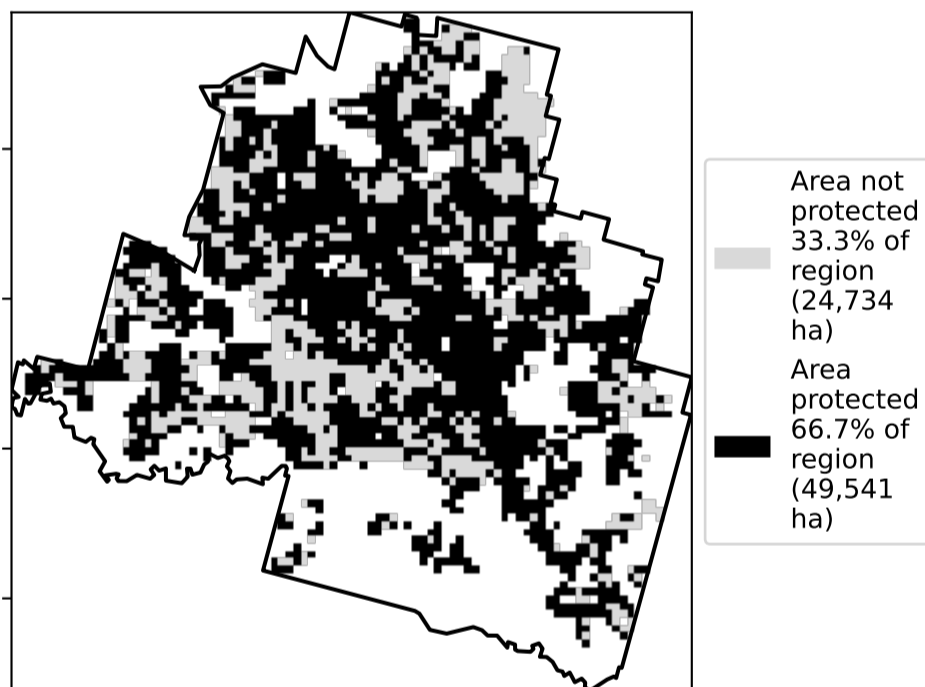 Area not
protected
33.3% of
region
(24,734
ha)
Area
protected
66.7% of
region
(49,541
ha)